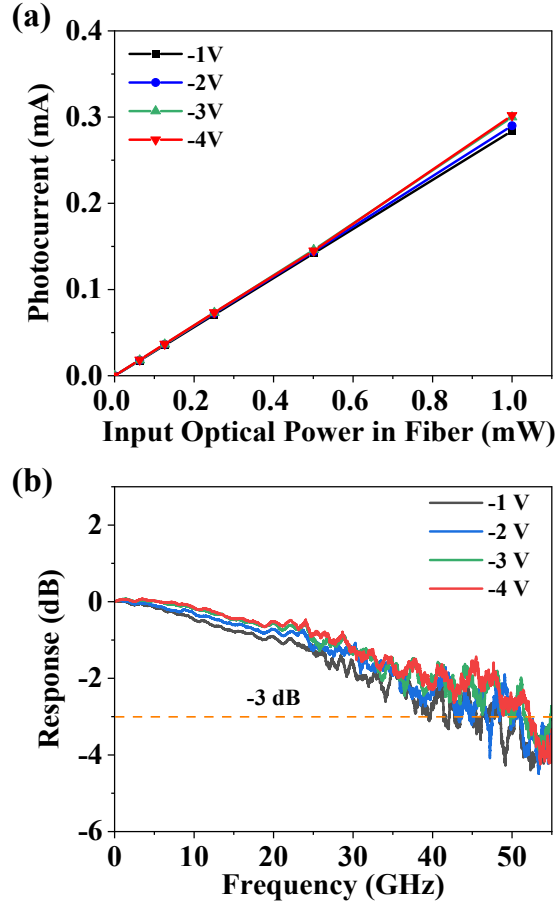 (a)
-1V
-2V
-3V
-4V
0.4
0.3
0.2
0.1
0.0
Photocurrent (mA)
0.0 0.2 0.4 0.6 0.8 1.0
Input Optical Power in Fiber (mW)
(b)
-1 V
-2 V
-3 V
-4 V
2
0
-2
-4
-6
Response (dB)
-3 dB
0 10 20 30 40 50
Frequency (GHz)